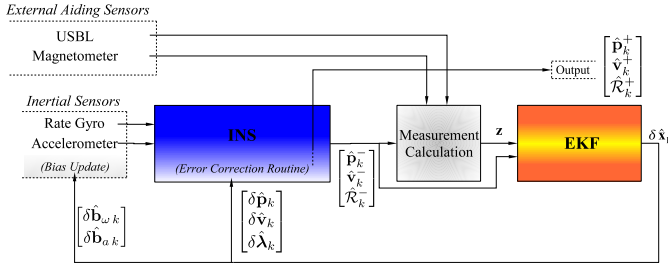 External Aiding Sensors
USBL
Magnetometer
Inertial Sensors
Rate Gyro
Accelerometer
(Bias Update)
INS
(Error Correction Routine)
Measurement
Calculation
EKF
Output
z
p̂ₖ⁺
v̂ₖ⁺
ℛ̂ₖ⁺
p̂ₖ⁻
v̂ₖ⁻
ℛ̂ₖ⁻
δx̂ₖ
δb̂ω k
δb̂a k
δp̂ₖ
δv̂ₖ
δλ̂ₖ